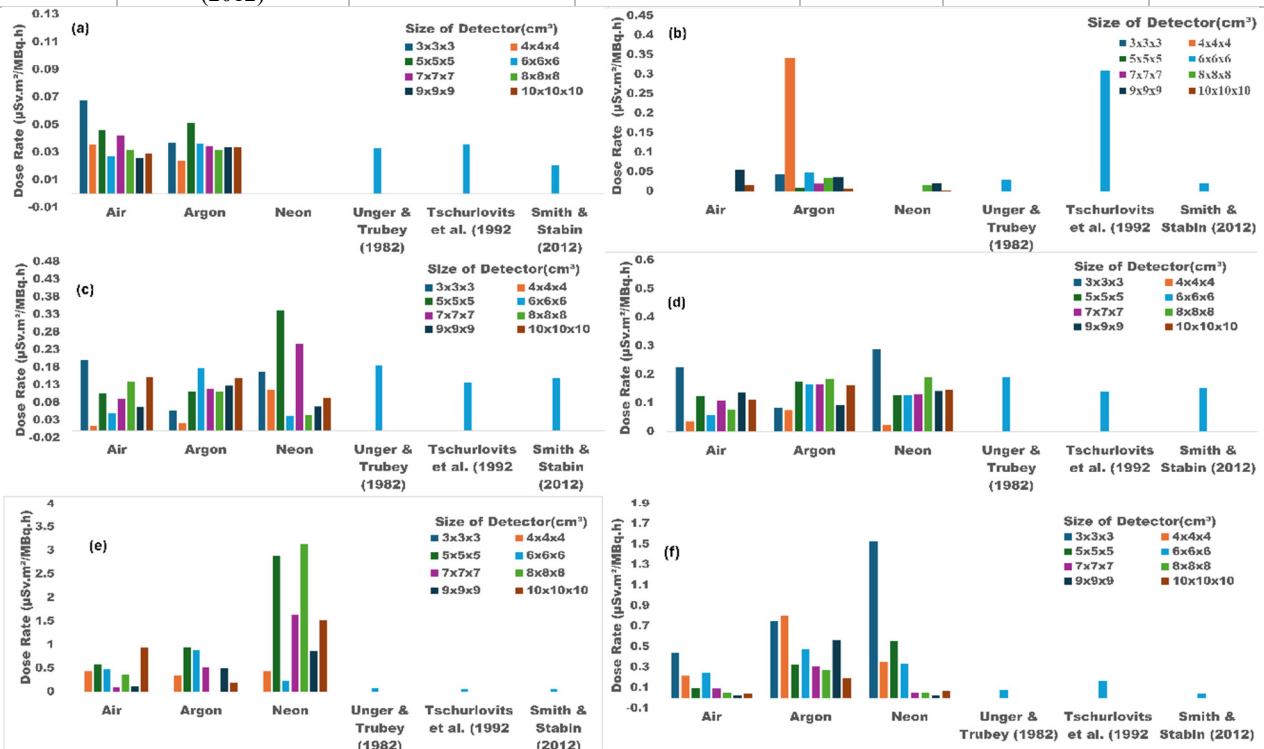 (2012)
(a)
Dose Rate (µSv.m²/MBq.h)
0.13
0.11
0.09
0.07
0.05
0.03
0.01
-0.01
Size of Detector(cm³)
3x3x3 4x4x4
5x5x5 6x6x6
7x7x7 8x8x8
9x9x9 10x10x10
Air Argon Neon Unger & Tschurlovits Smith &
Trubey et al. (1992 Stabin
(1982) (2012)
(b)
Dose Rate (µSv.m²/MBq.h)
0.45
0.4
0.35
0.3
0.25
0.2
0.15
0.1
0.05
0
Size of Detector(cm³)
3x3x3 4x4x4
5x5x5 6x6x6
7x7x7 8x8x8
9x9x9 10x10x10
Air Argon Neon Unger & Tschurlovits Smith &
Trubey et al. (1992 Stabin (2012)
(1982)
(c)
Dose Rate (µSv.m²/MBq.h)
0.48
0.43
0.38
0.33
0.28
0.23
0.18
0.13
0.08
0.03
-0.02
Size of Detector(cm³)
3x3x3 4x4x4
5x5x5 6x6x6
7x7x7 8x8x8
9x9x9 10x10x10
Air Argon Neon Unger & Tschurlovits Smith &
Trubey et al. (1992 Stabin
(1982) (2012)
(d)
Dose Rate (µSv.m²/MBq.h)
0.6
0.5
0.4
0.3
0.2
0.1
0
Size of Detector(cm³)
3x3x3 4x4x4
5x5x5 6x6x6
7x7x7 8x8x8
9x9x9 10x10x10
Air Argon Neon Unger & Tschurlovits Smith &
Trubey et al. (1992 Stabin (2012)
(1982)
(e)
Dose Rate (µSv.m²/MBq.h)
4
3.5
3
2.5
2
1.5
1
0.5
0
Size of Detector(cm³)
3x3x3 4x4x4
5x5x5 6x6x6
7x7x7 8x8x8
9x9x9 10x10x10
Air Argon Neon Unger & Tschurlovits Smith &
Trubey et al. (1992 Stabin
(1982) (2012)
(f)
Dose Rate (µSv.m²/MBq.h)
1.9
1.7
1.5
1.3
1.1
0.9
0.7
0.5
0.3
0.1
-0.1
Size of Detector(cm³)
3x3x3 4x4x4
5x5x5 6x6x6
7x7x7 8x8x8
9x9x9 10x10x10
Air Argon Neon Unger & Tschurlovits Smith &
Trubey (1982) et al. (1992 Stabin (2012)